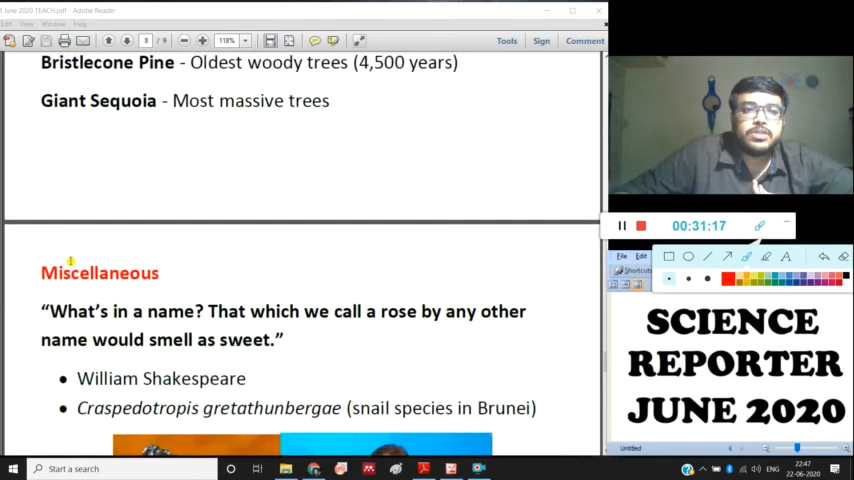 1 June 2020 TEACH.pdf - Adobe Reader
Edit View Window Help
8 / 9
118%
Tools Sign Comment
Bristlecone Pine - Oldest woody trees (4,500 years)
Giant Sequoia - Most massive trees
Miscellaneous
“What’s in a name? That which we call a rose by any other
name would smell as sweet.”
• William Shakespeare
• Craspedotropis gretathunbergae (snail species in Brunei)
00:31:17
File Edit
A
Shortcuts
SCIENCE
REPORTER
JUNE 2020
Untitled
Start a search
ENG
22:47
22-06-2020